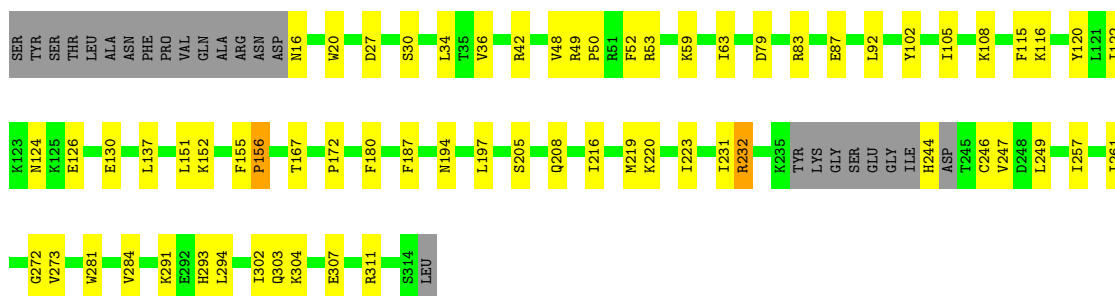 SER TYR SER THR LEU ALA ASN PHE PRO VAL GLN ALA ARG ASN ASP N16 W20 D27 S30 L34 T35 V36 R42 V48 R49 P50 R51 F52 R53 K59 I63 D79 R83 E87 L92 Y102 I105 K108 F115 K116 Y120 L121
K123 N124 K125 E126 E130 L137 L151 K152 F155 P156 T167 P172 F180 F187 N194 L197 S205 Q208 I216 M219 K220 I223 I231 R232 K235 TYR LYS GLY SER GLU GLY ILE H244 ASP T245 C246 V247 D248 L249 I257
G272 V273 W281 V284 K291 E292 H293 L294 I302 Q303 K304 E307 R311 S314 LEU